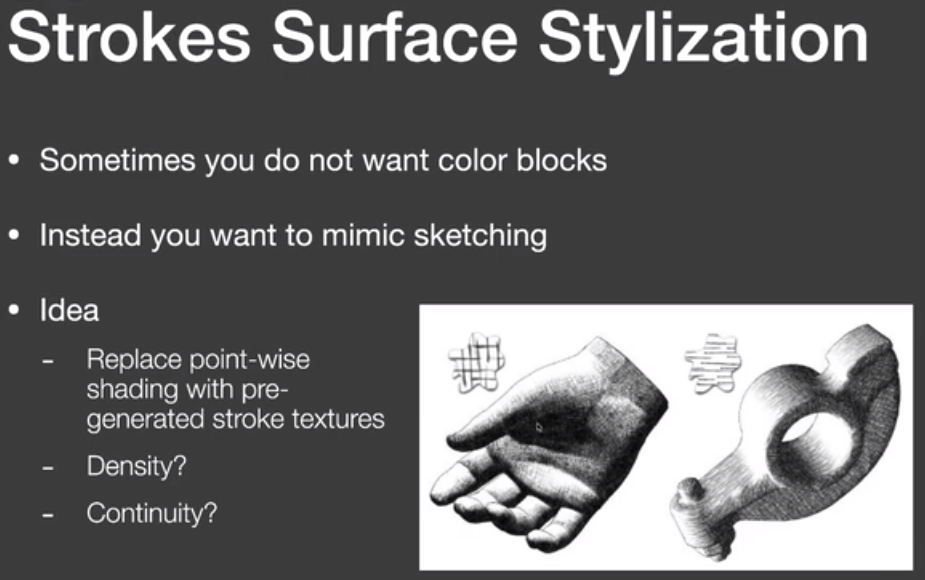 Strokes Surface Stylization
• Sometimes you do not want color blocks
• Instead you want to mimic sketching
• Idea
- Replace point-wise
shading with pre-
generated stroke textures
- Density?
- Continuity?